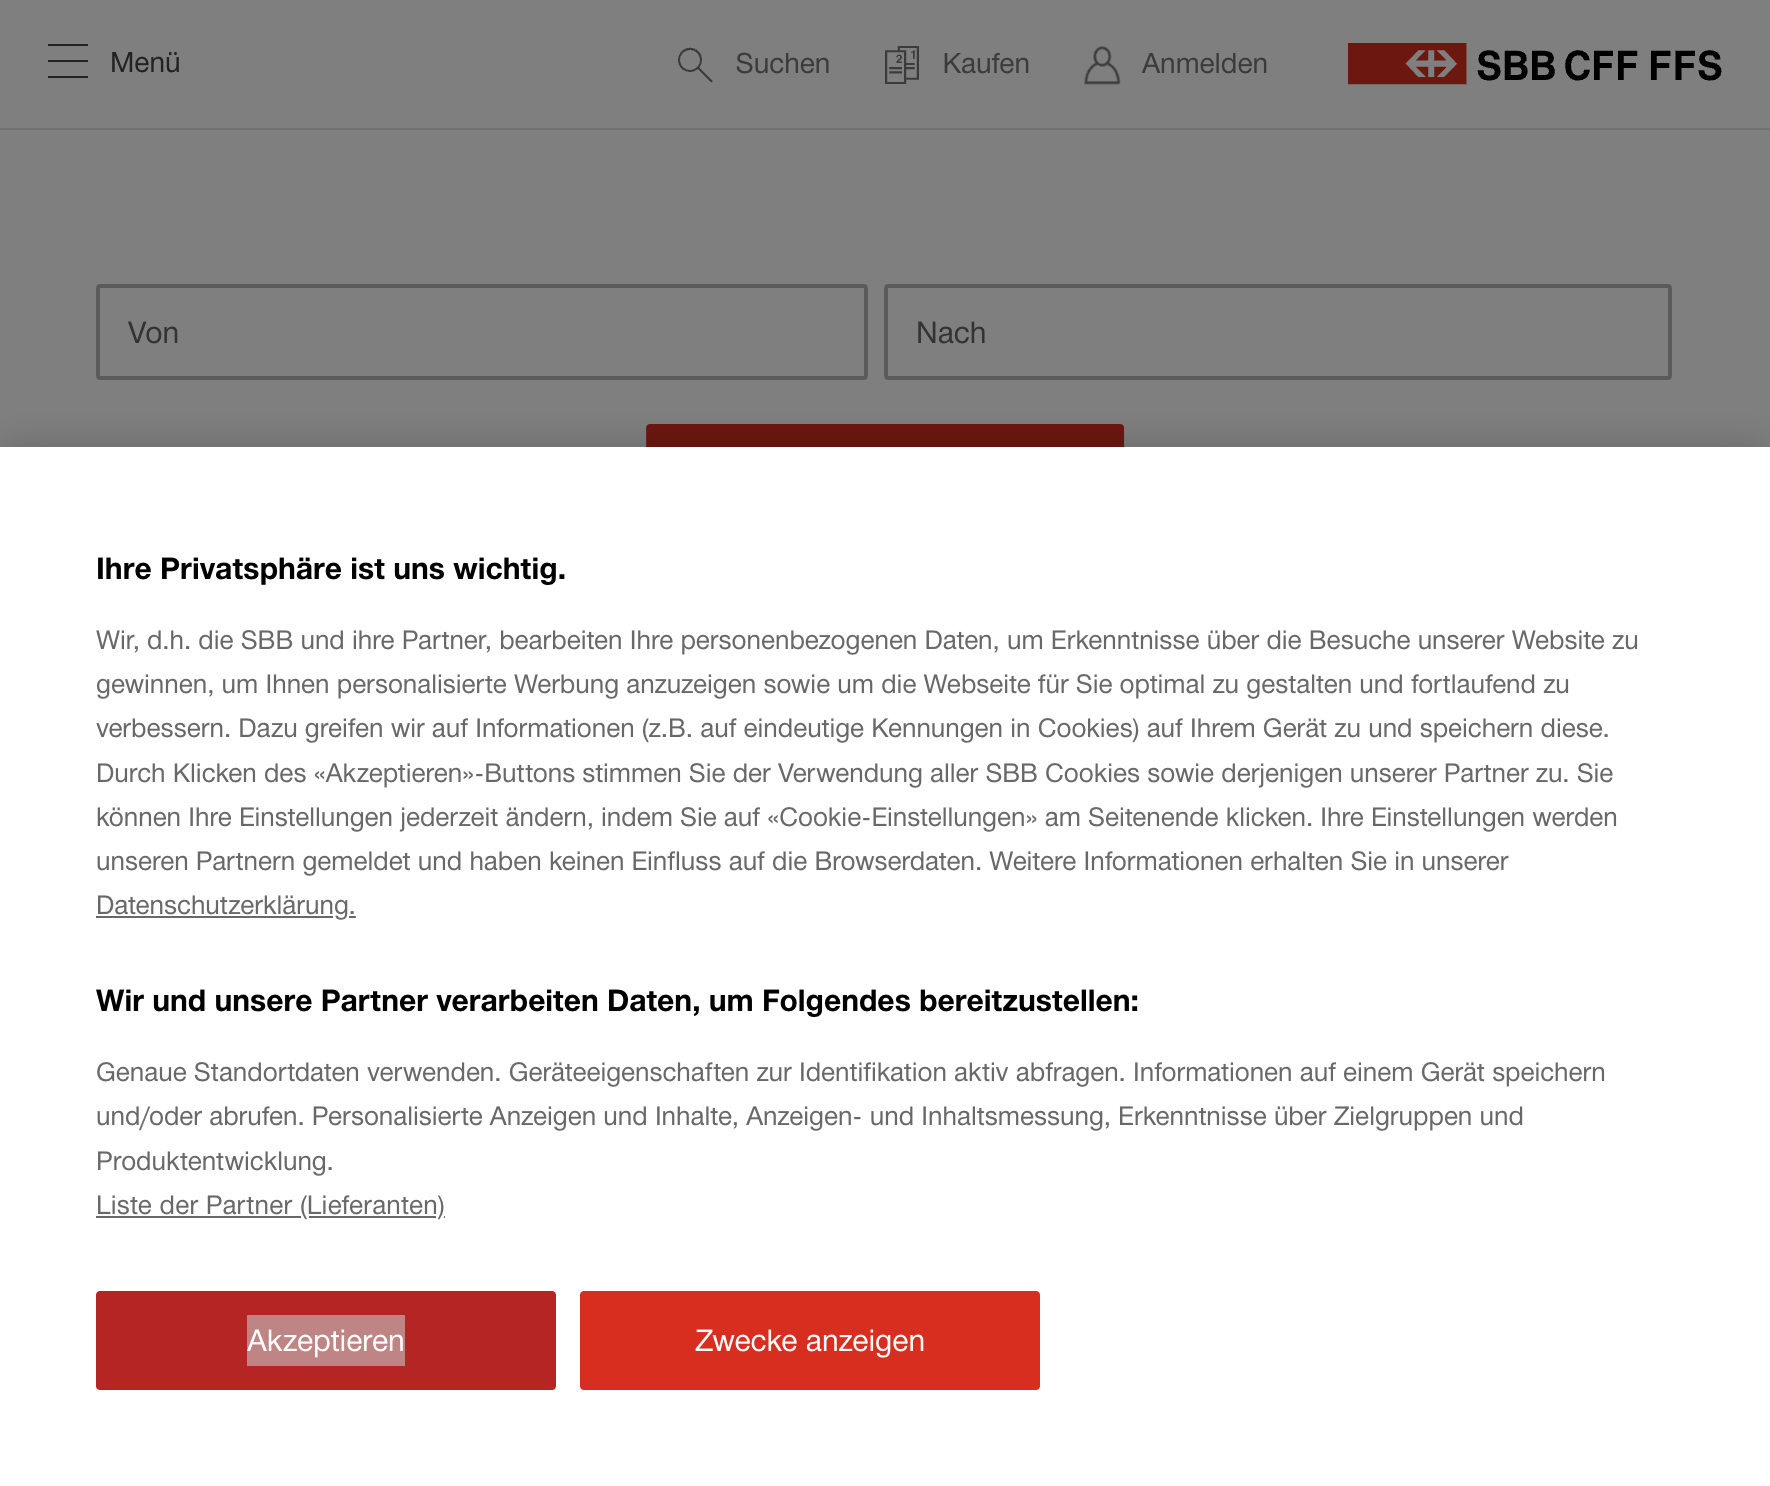 Menü
Suchen
Kaufen
Anmelden
SBB CFF FFS
Von
Nach
Ihre Privatsphäre ist uns wichtig.
Wir, d.h. die SBB und ihre Partner, bearbeiten Ihre personenbezogenen Daten, um Erkenntnisse über die Besuche unserer Website zu
gewinnen, um Ihnen personalisierte Werbung anzuzeigen sowie um die Webseite für Sie optimal zu gestalten und fortlaufend zu
verbessern. Dazu greifen wir auf Informationen (z.B. auf eindeutige Kennungen in Cookies) auf Ihrem Gerät zu und speichern diese.
Durch Klicken des «Akzeptieren»-Buttons stimmen Sie der Verwendung aller SBB Cookies sowie derjenigen unserer Partner zu. Sie
können Ihre Einstellungen jederzeit ändern, indem Sie auf «Cookie-Einstellungen» am Seitenende klicken. Ihre Einstellungen werden
unseren Partnern gemeldet und haben keinen Einfluss auf die Browserdaten. Weitere Informationen erhalten Sie in unserer
Datenschutzerklärung.
Wir und unsere Partner verarbeiten Daten, um Folgendes bereitzustellen:
Genaue Standortdaten verwenden. Geräteeigenschaften zur Identifikation aktiv abfragen. Informationen auf einem Gerät speichern
und/oder abrufen. Personalisierte Anzeigen und Inhalte, Anzeigen- und Inhaltsmessung, Erkenntnisse über Zielgruppen und
Produktentwicklung.
Liste der Partner (Lieferanten)
Akzeptieren
Zwecke anzeigen